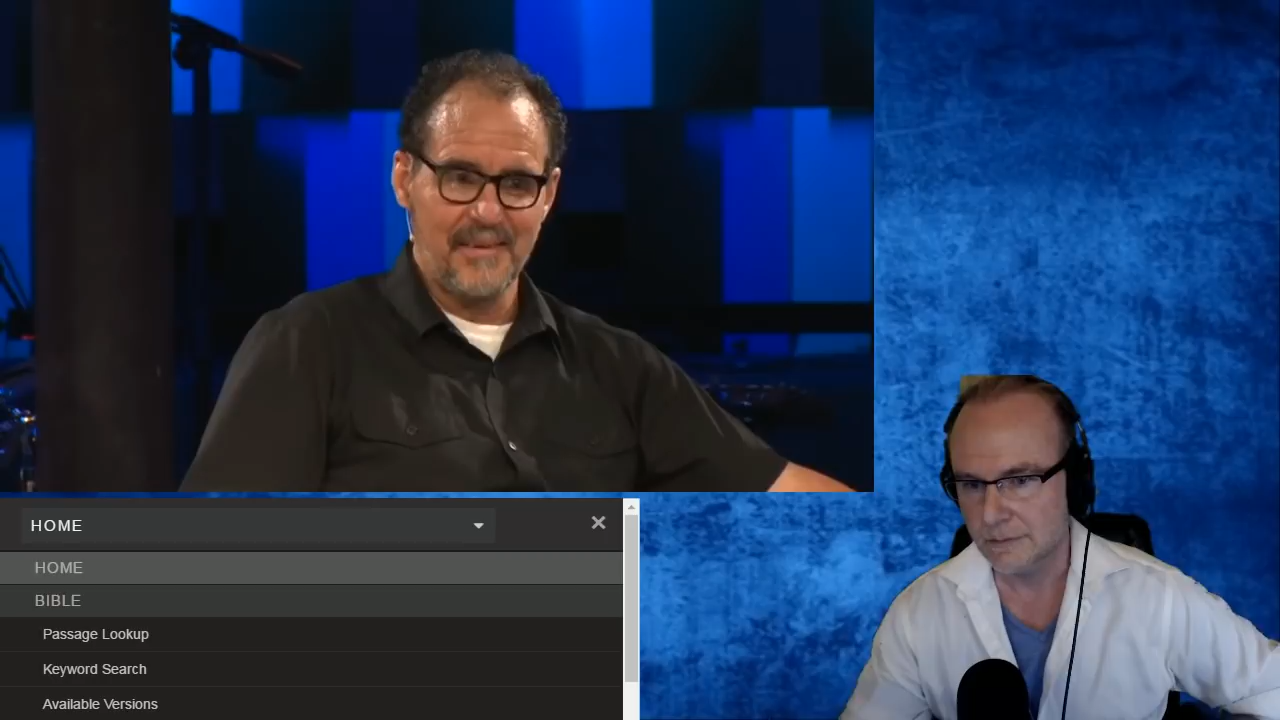 HOME
×
HOME
BIBLE
Passage Lookup
Keyword Search
Available Versions